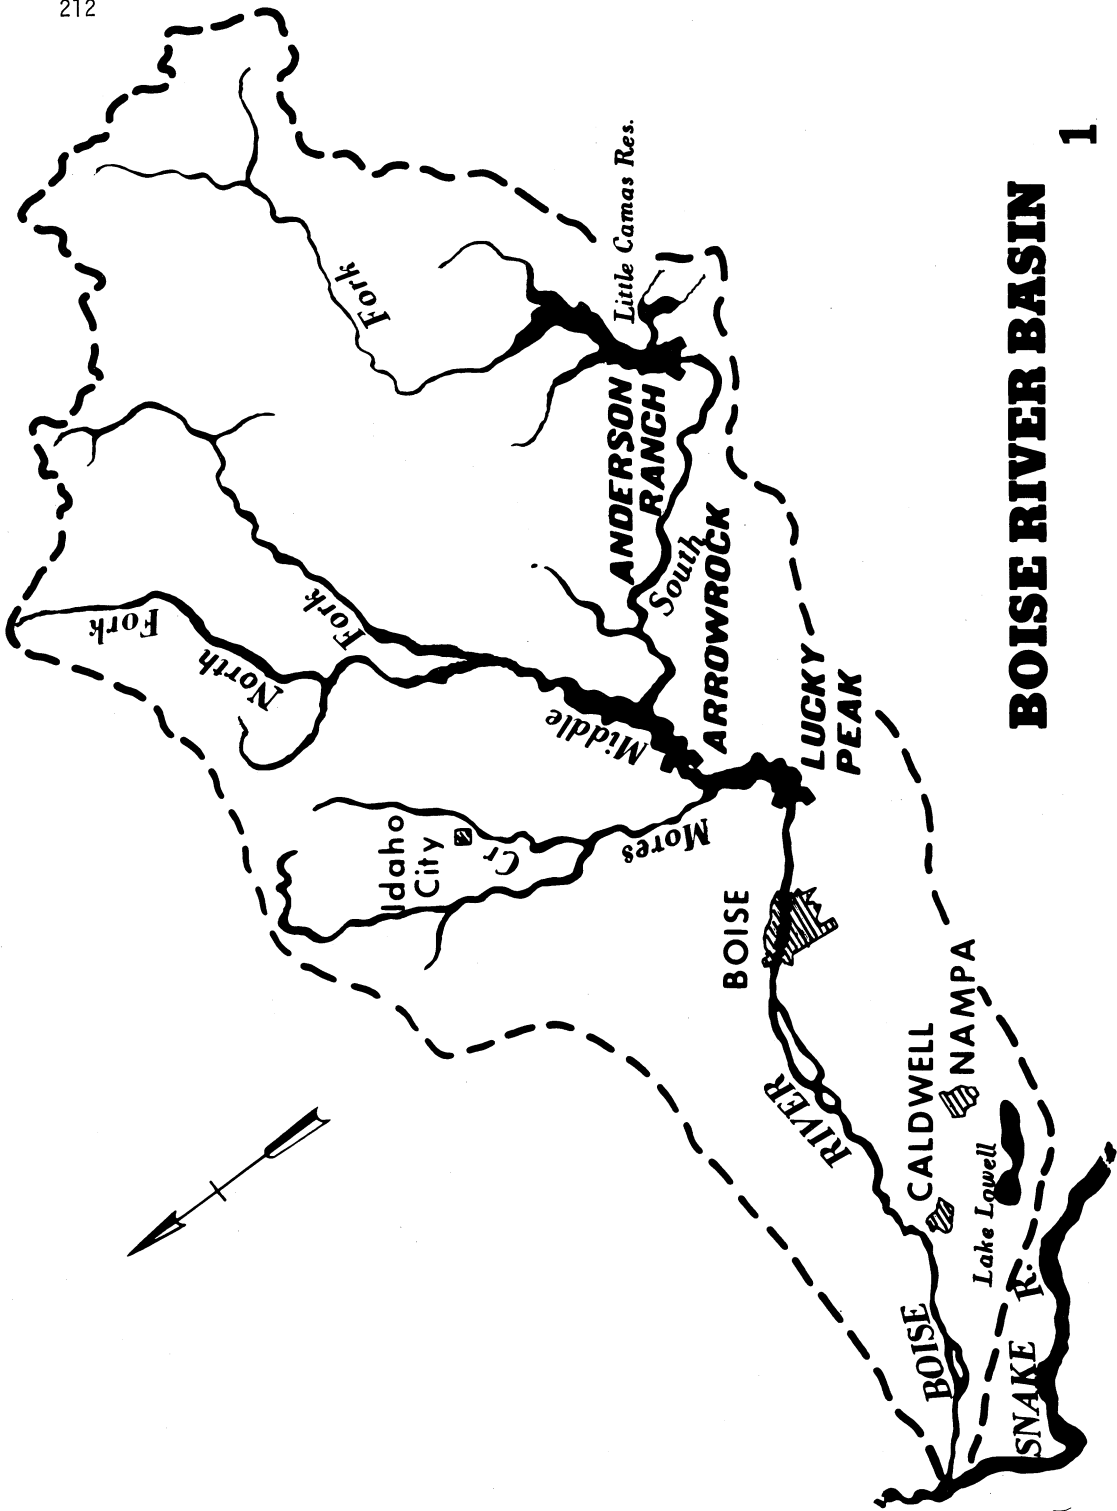 212
Fork
Little Camas Res.
ANDERSON
RANCH
South
Fork
North
Fork
Middle
ARROWROCK
LUCKY
PEAK
Mores
Cr
Idaho
City
BOISE
RIVER
NAMPA
CALDWELL
Lake Lowell
BOISE
SNAKE R.
BOISE RIVER BASIN
1